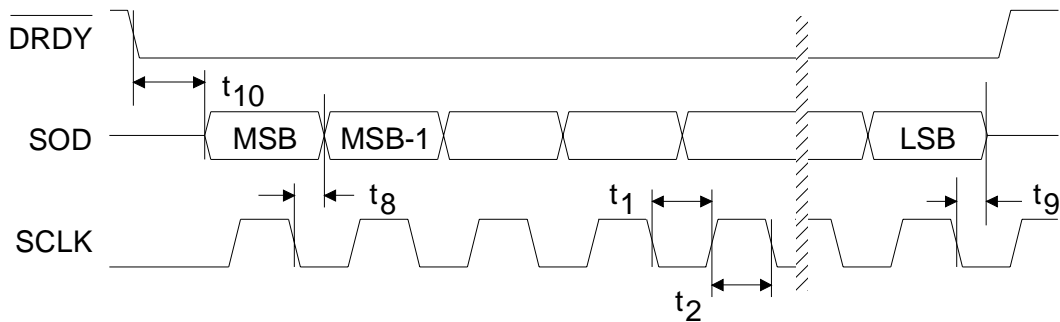 DRDY
t10
SOD
MSB
MSB-1
LSB
t8
t1
t9
SCLK
t2